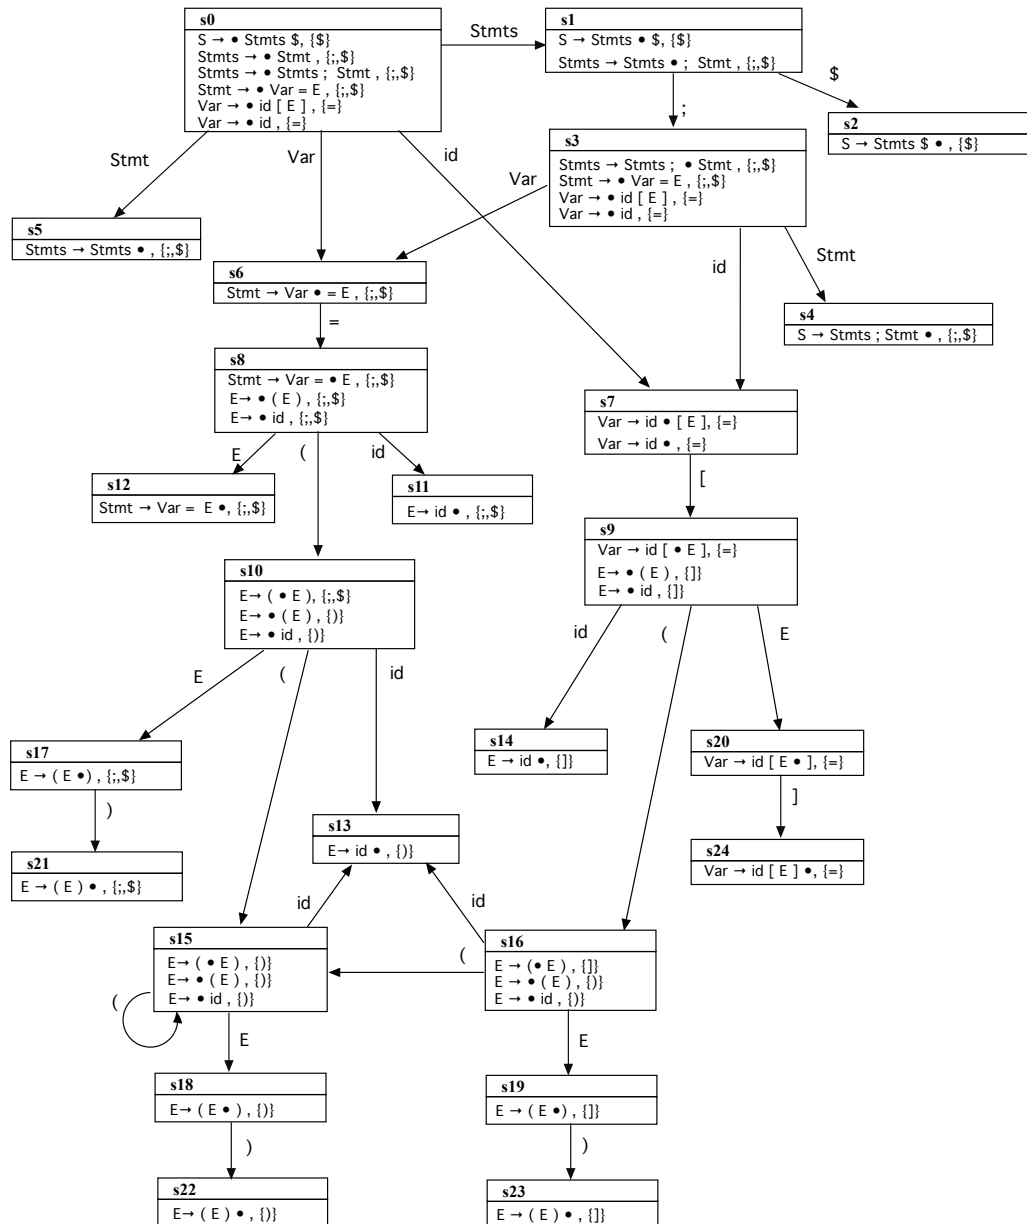 s0
S → • Stmts $, {$}
Stmts → • Stmt , {;,$}
Stmts → • Stmts ; Stmt , {;,$}
Stmt → • Var = E , {;,$}
Var → • id [ E ] , {=}
Var → • id , {=}
Stmts
s1
S → Stmts • $, {$}
Stmts → Stmts • ; Stmt , {;,$}
$
;
s2
S → Stmts $ • , {$}
s3
Stmts → Stmts ; • Stmt , {;,$}
Stmt → • Var = E , {;,$}
Var → • id [ E ] , {=}
Var → • id , {=}
Stmt
Var
id
Var
s5
Stmts → Stmts • , {;,$}
id
Stmt
s6
Stmt → Var • = E , {;,$}
=
s4
S → Stmts ; Stmt • , {;,$}
s8
Stmt → Var = • E , {;,$}
E→ • ( E ) , {;,$}
E→ • id , {;,$}
s7
Var → id • [ E ], {=}
Var → id • , {=}
E
(
id
[
s12
Stmt → Var = E •, {;,$}
s11
E→ id • , {;,$}
s9
Var → id [ • E ], {=}
E→ • ( E ) , {]}
E→ • id , {]}
s10
E→ ( • E ), {;,$}
E→ • ( E ) , {)}
E→ • id , {)}
id
(
E
E
(
id
s17
E → ( E •) , {;,$}
s14
E → id •, {]}
s20
Var → id [ E • ], {=}
)
]
s13
E→ id • , {)}
s21
E → ( E ) • , {;,$}
s24
Var → id [ E ] •, {=}
id
id
s15
E→ ( • E ) , {)}
E→ • ( E ) , {)}
E→ • id , {)}
(
s16
E → (• E ) , {]}
E → • ( E ) , {)}
E → • id , {)}
(
E
E
s18
E→ ( E • ) , {)}
s19
E → ( E •) , {]}
)
)
s22
E→ ( E ) • , {)}
s23
E → ( E ) • , {]}